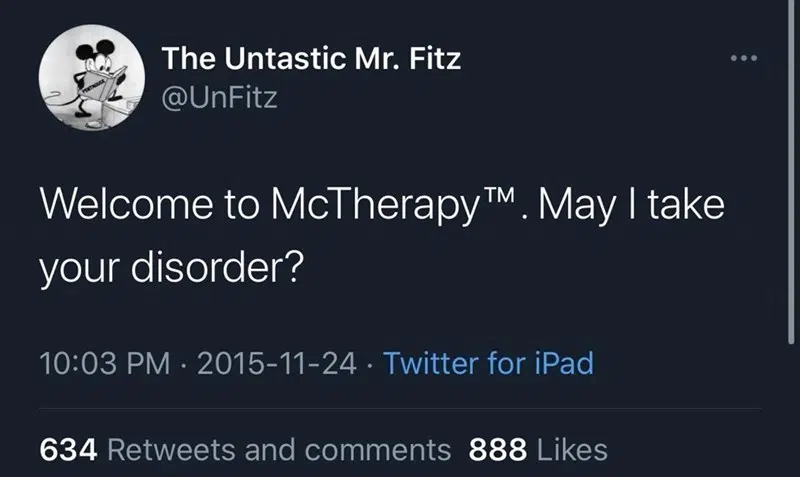 The Untastic Mr. Fitz
@UnFitz
Welcome to McTherapy™. May I take
your disorder?
10:03 PM · 2015-11-24 · Twitter for iPad
634 Retweets and comments 888 Likes